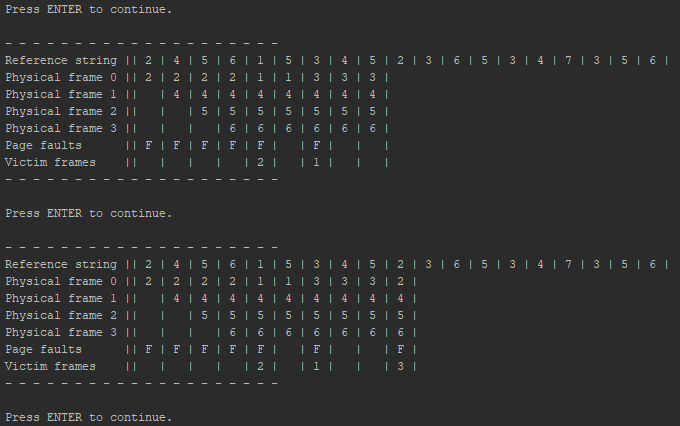 Press ENTER to continue.
- - - - - - - - - - - - - - - - - - - -
Reference string || 2 | 4 | 5 | 6 | 1 | 5 | 3 | 4 | 5 | 2 | 3 | 6 | 5 | 3 | 4 | 7 | 3 | 5 | 6 |
Physical frame 0 || 2 | 2 | 2 | 2 | 1 | 1 | 3 | 3 | 3 |
Physical frame 1 ||   | 4 | 4 | 4 | 4 | 4 | 4 | 4 | 4 |
Physical frame 2 ||   |   | 5 | 5 | 5 | 5 | 5 | 5 | 5 |
Physical frame 3 ||   |   |   | 6 | 6 | 6 | 6 | 6 | 6 |
Page faults      || F | F | F | F | F |   | F |   |   |
Victim frames    ||   |   |   |   | 2 |   | 1 |   |   |
- - - - - - - - - - - - - - - - - - - -
Press ENTER to continue.
- - - - - - - - - - - - - - - - - - - -
Reference string || 2 | 4 | 5 | 6 | 1 | 5 | 3 | 4 | 5 | 2 | 3 | 6 | 5 | 3 | 4 | 7 | 3 | 5 | 6 |
Physical frame 0 || 2 | 2 | 2 | 2 | 1 | 1 | 3 | 3 | 3 | 2 |
Physical frame 1 ||   | 4 | 4 | 4 | 4 | 4 | 4 | 4 | 4 | 4 |
Physical frame 2 ||   |   | 5 | 5 | 5 | 5 | 5 | 5 | 5 | 5 |
Physical frame 3 ||   |   |   | 6 | 6 | 6 | 6 | 6 | 6 | 6 |
Page faults      || F | F | F | F | F |   | F |   |   | F |
Victim frames    ||   |   |   |   | 2 |   | 1 |   |   | 3 |
- - - - - - - - - - - - - - - - - - - -
Press ENTER to continue.